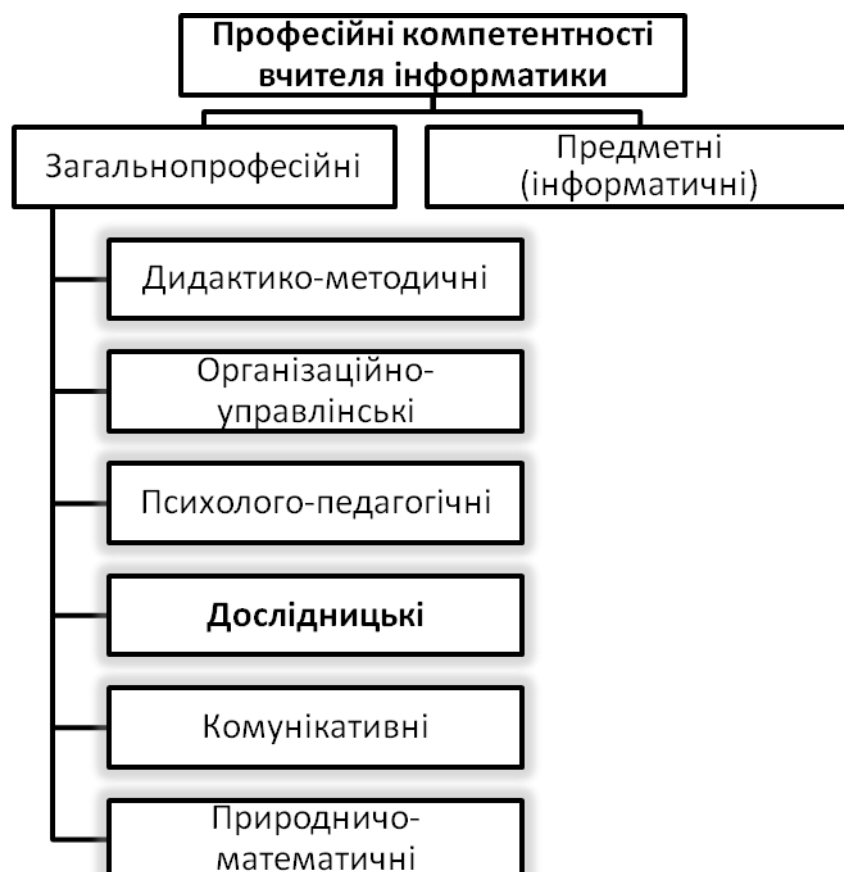 Професійні компетентності
вчителя інформатики
Загальнопрофесійні
Предметні
(інформатичні)
Дидактико-методичні
Організаційно-
управлінські
Психолого-педагогічні
Дослідницькі
Комунікативні
Природничо-
математичні